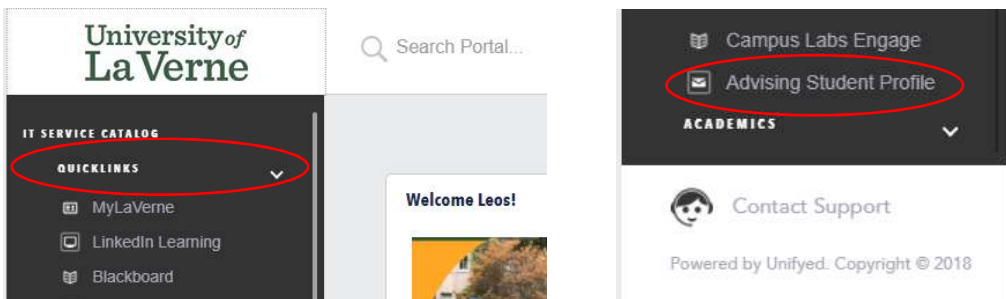 University of
La Verne
Search Portal...
IT SERVICE CATALOG
QUICKLINKS
MyLaVerne
LinkedIn Learning
Blackboard
Welcome Leos!
Campus Labs Engage
Advising Student Profile
ACADEMICS
Contact Support
Powered by Unifyed. Copyright © 2018